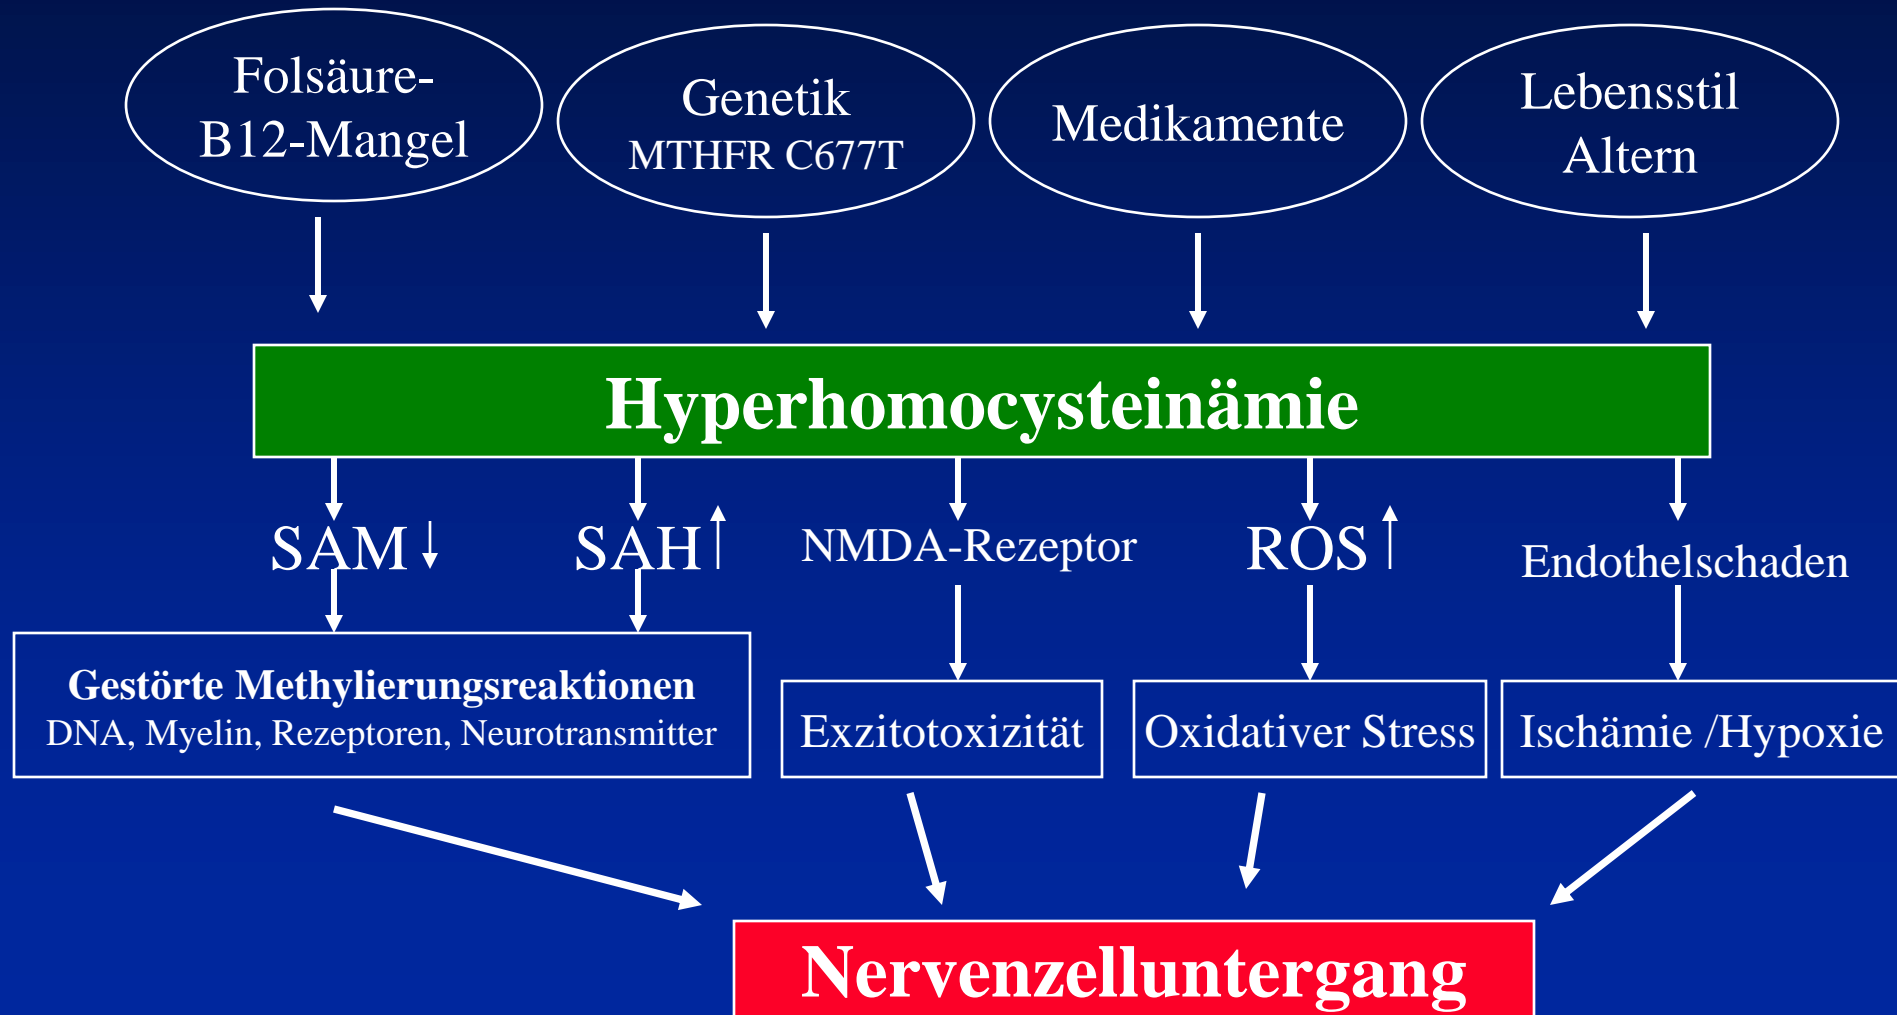 Folsäure-
B12-Mangel
Genetik
MTHFR C677T
Medikamente
Lebensstil
Altern
Hyperhomocysteinämie
SAM ↓
SAH ↑
NMDA-Rezeptor
ROS ↑
Endothelschaden
Gestörte Methylierungsreaktionen
DNA, Myelin, Rezeptoren, Neurotransmitter
Exzitotoxizität
Oxidativer Stress
Ischämie /Hypoxie
Nervenzelluntergang